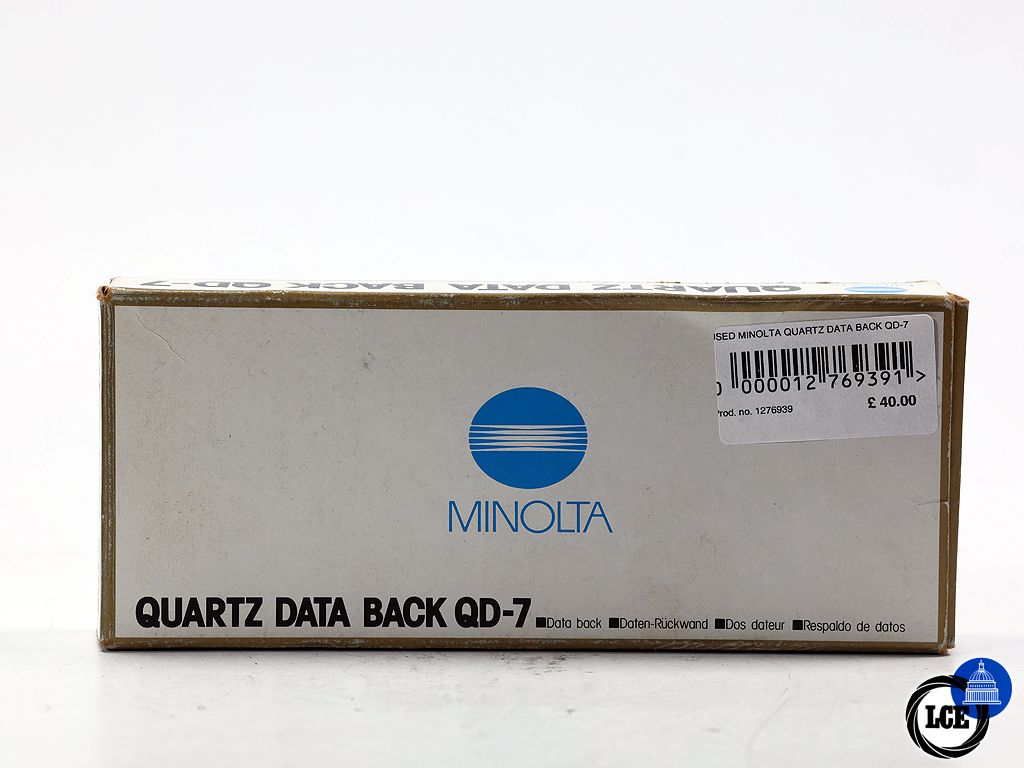 QUARTZ DATA BACK QD-7
USED MINOLTA QUARTZ DATA BACK QD-7
000012 769391 >
Prod. no. 1276939
£ 40.00
MINOLTA
QUARTZ DATA BACK QD-7 ■Data back ■Daten-Rückwand ■Dos dateur ■Respaldo de datos
LCE